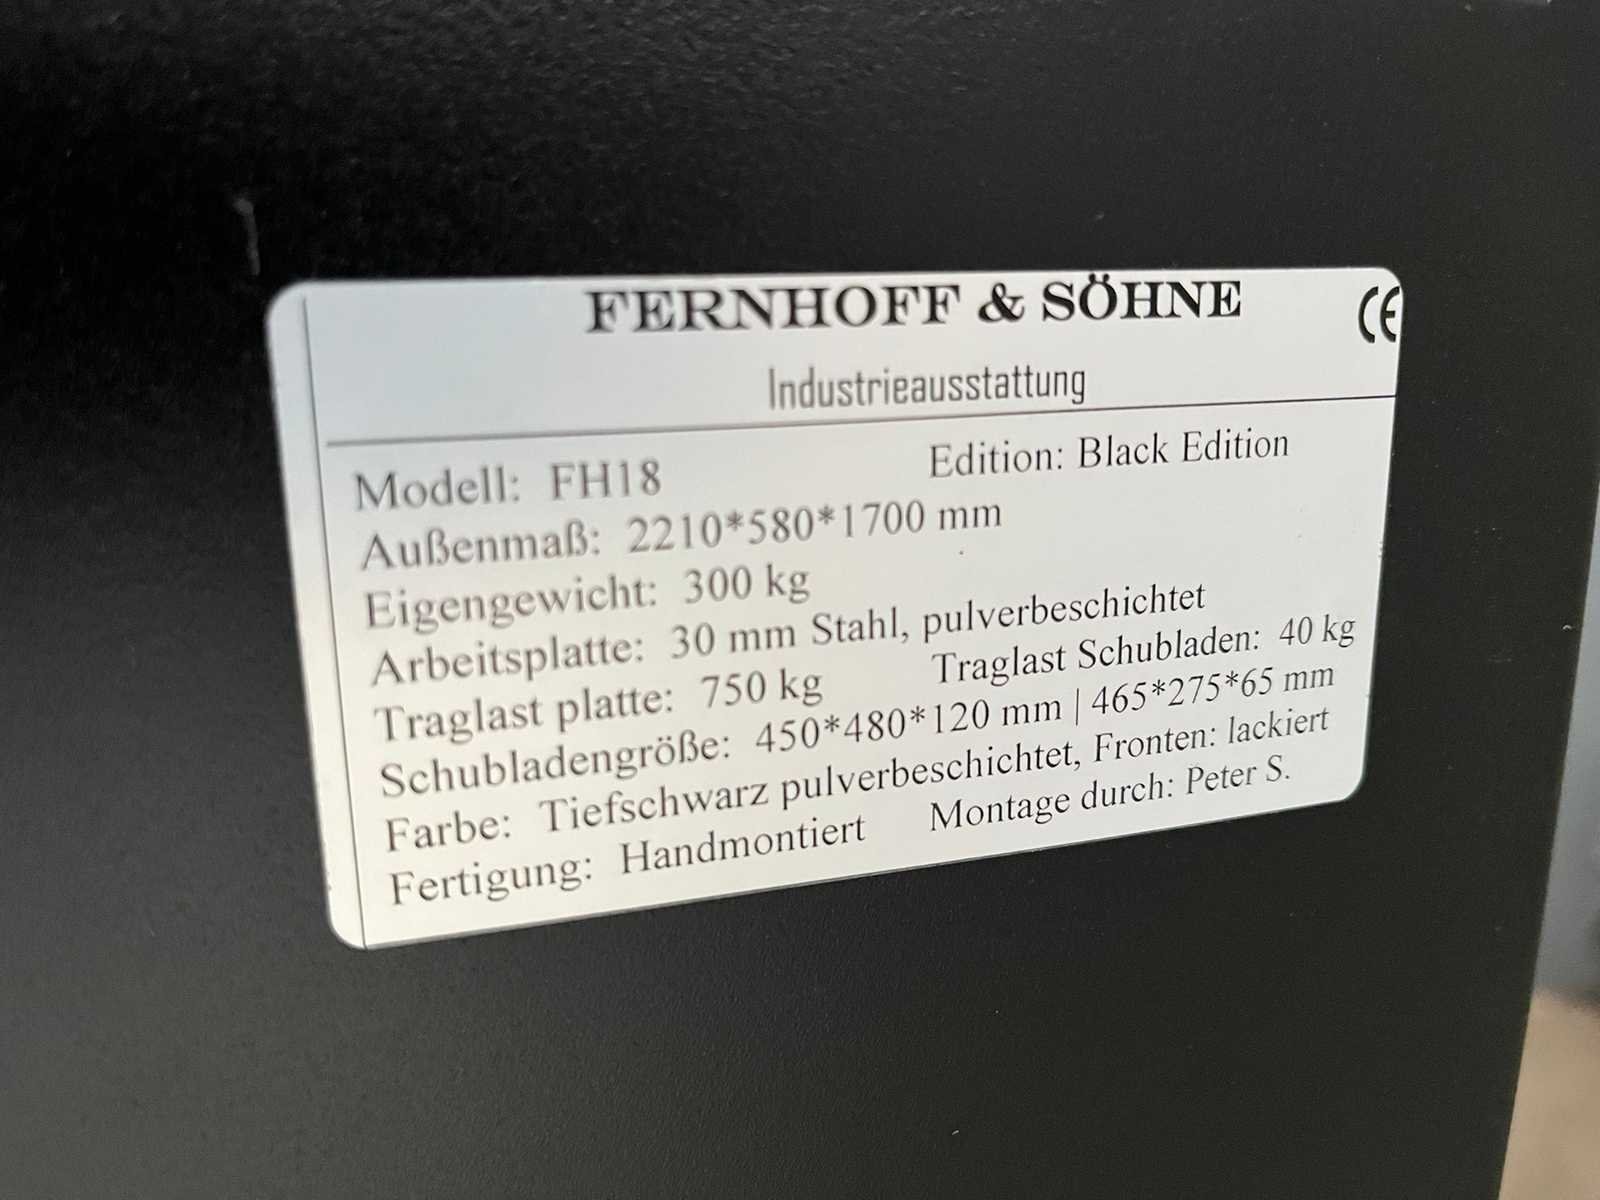 FERNHOFF & SÖHNE
CE
Industrieausstattung
Modell: FH18 Edition: Black Edition
Außenmaß: 2210*580*1700 mm
Eigengewicht: 300 kg
Arbeitsplatte: 30 mm Stahl, pulverbeschichtet
Traglast platte: 750 kg Traglast Schubladen: 40 kg
Schubladengröße: 450*480*120 mm | 465*275*65 mm
Farbe: Tiefschwarz pulverbeschichtet, Fronten: lackiert
Fertigung: Handmontiert Montage durch: Peter S.